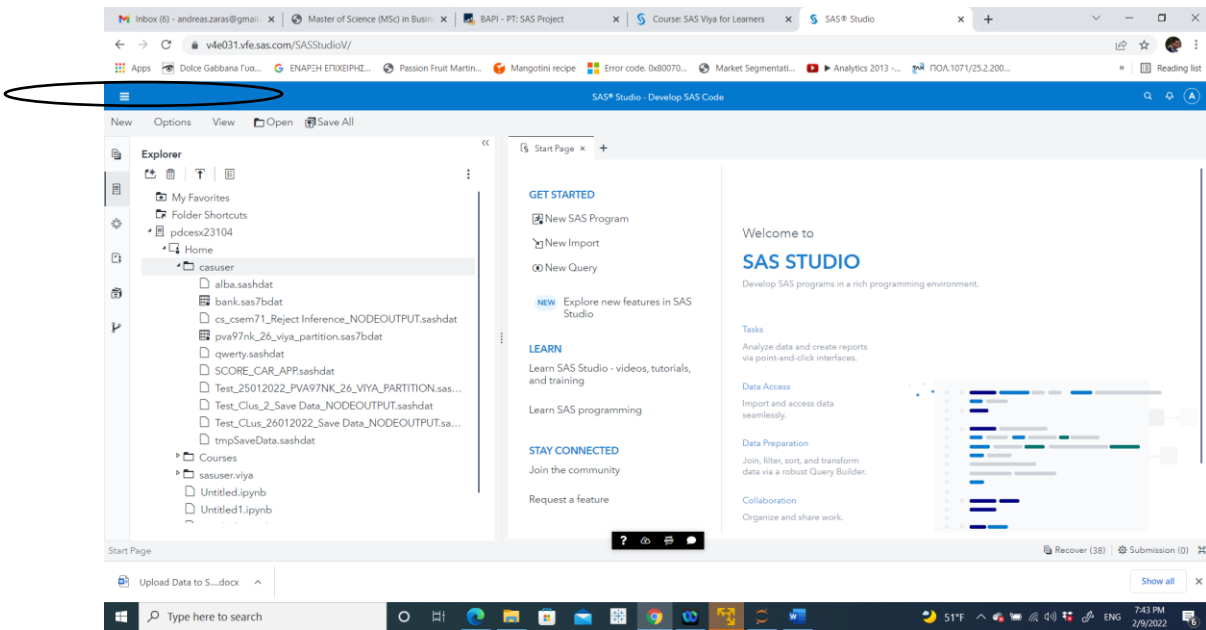 Inbox (6) - andreas.zaras@gmail. Master of Science (MSc) in Busin BAPI - PT: SAS Project Course: SAS Viya for Learners SAS® Studio
v4e031.vfe.sas.com/SASStudioV/
Apps Dolce Gabbana Γυα... ΕΝΑΡΞΗ ΕΠΙΧΕΙΡΗΣ... Passion Fruit Martin... Mangotini recipe Error code. 0x80070... Market Segmentati... Analytics 2013 -... ΠΟΛ.1071/25.2.200... » Reading list
SAS® Studio - Develop SAS Code A
New Options View Open Save All
Explorer
My Favorites
Folder Shortcuts
pdcesx23104
Home
casuser
alba.sashdat
bank.sas7bdat
cs_csem71_Reject Inference_NODEOUTPUT.sashdat
pva97nk_26_viya_partition.sas7bdat
qwerty.sashdat
SCORE_CAR_APP.sashdat
Test_25012022_PVA97NK_26_VIYA_PARTITION.sas...
Test_Clus_2_Save Data_NODEOUTPUT.sashdat
Test_CLus_26012022_Save Data_NODEOUTPUT.sa...
tmpSaveData.sashdat
Courses
sasuser.viya
Untitled.ipynb
Untitled1.ipynb
Start Page
GET STARTED
New SAS Program
New Import
New Query
NEW Explore new features in SAS
Studio
LEARN
Learn SAS Studio - videos, tutorials,
and training
Learn SAS programming
STAY CONNECTED
Join the community
Request a feature
Welcome to
SAS STUDIO
Develop SAS programs in a rich programming environment.
Tasks
Analyze data and create reports
via point-and-click interfaces.
Data Access
Import and access data
seamlessly.
Data Preparation
Join, filter, sort, and transform
data via a robust Query Builder.
Collaboration
Organize and share work.
Start Page Recover (38) Submission (0)
Upload Data to S....docx Show all
Type here to search 51°F ENG 7:43 PM
2/9/2022 6